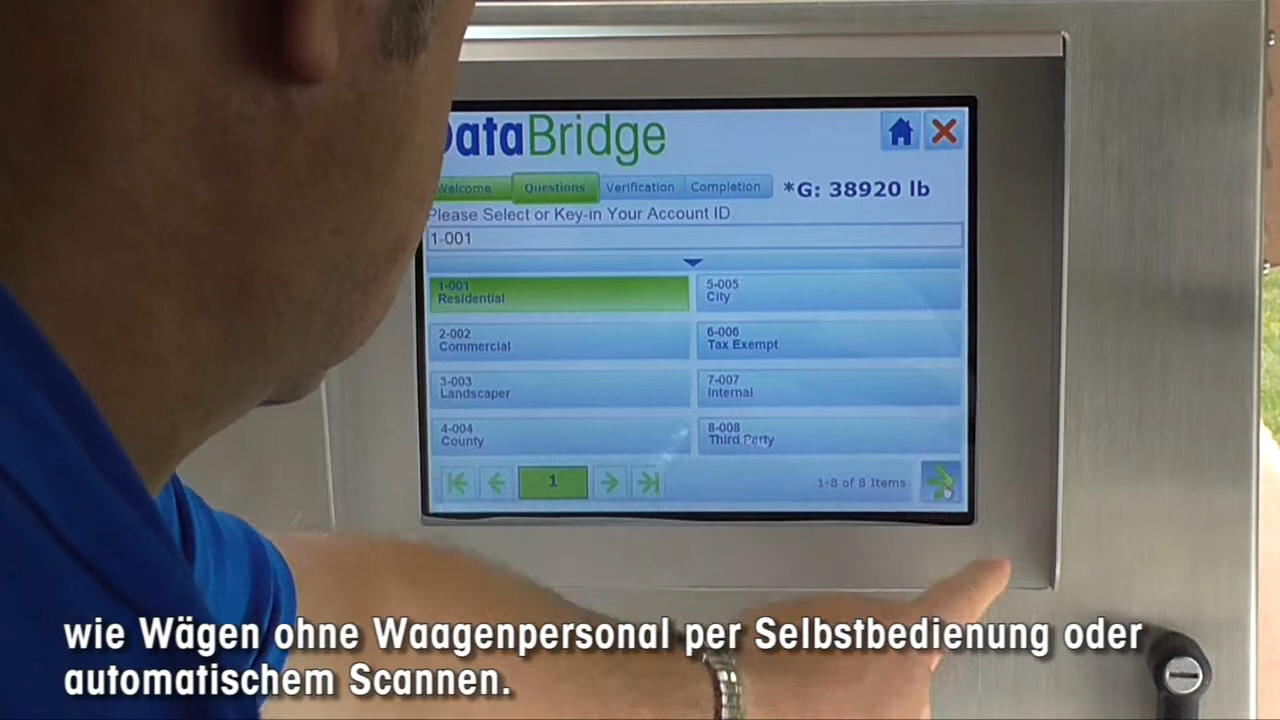 DataBridge
Welcome Questions Verification Completion *G: 38920 lb
Please Select or Key-in Your Account ID
1-001
1-001
Residential
5-005
City
2-002
Commercial
6-006
Tax Exempt
3-003
Landscaper
7-007
Internal
4-004
County
8-008
Third Party
1
1-8 of 8 Items
wie Wägen ohne Waagenpersonal per Selbstbedienung oder
automatischem Scannen.